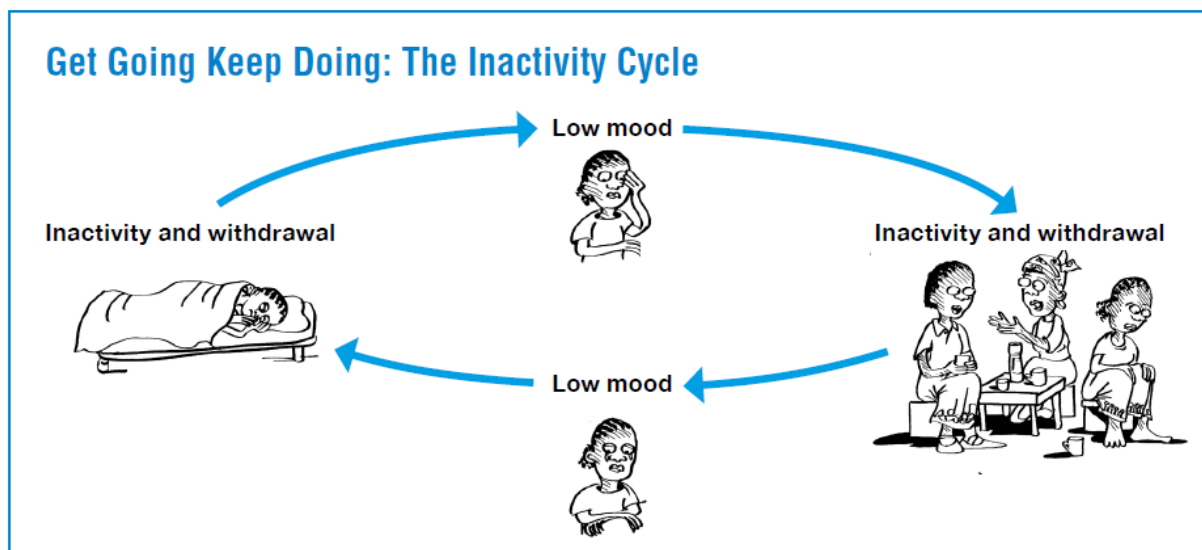 Get Going Keep Doing: The Inactivity Cycle
Low mood
Inactivity and withdrawal
Inactivity and withdrawal
Low mood